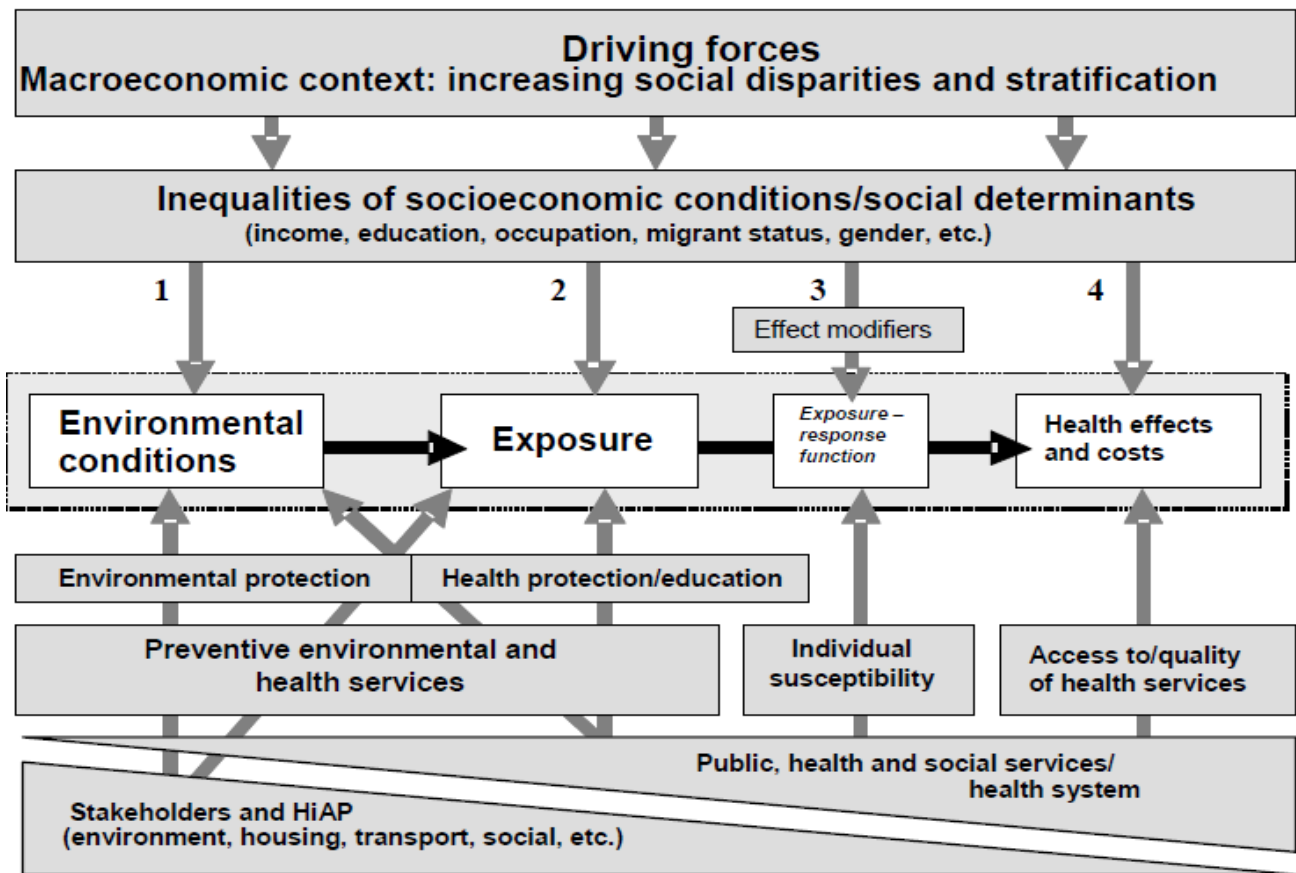 Driving forces
Macroeconomic context: increasing social disparities and stratification
Inequalities of socioeconomic conditions/social determinants
(income, education, occupation, migrant status, gender, etc.)
1
2
3
4
Effect modifiers
Environmental
conditions
Exposure
Exposure –
response
function
Health effects
and costs
Environmental protection
Health protection/education
Preventive environmental and
health services
Individual
susceptibility
Access to/quality
of health services
Public, health and social services/
health system
Stakeholders and HiAP
(environment, housing, transport, social, etc.)